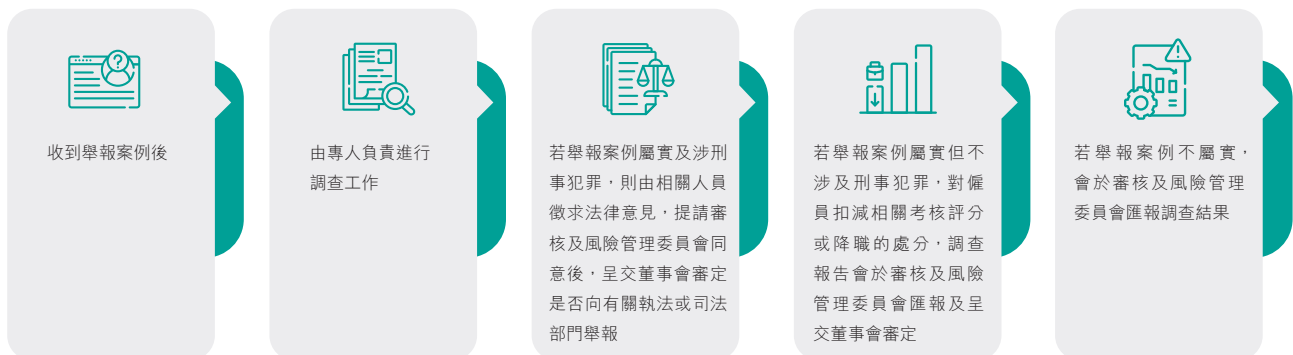 收到舉報案例後
由專人負責進行
調查工作
若舉報案例屬實及涉刑
事犯罪，則由相關人員
徵求法律意見，提請審
核及風險管理委員會同
意後，呈交董事會審定
是否向有關執法或司法
部門舉報
若舉報案例屬實但不
涉及刑事犯罪，對僱
員扣減相關考核評分
或降職的處分，調查
報告會於審核及風險
管理委員會匯報及呈
交董事會審定
若舉報案例不屬實，
會於審核及風險管理
委員會匯報調查結果